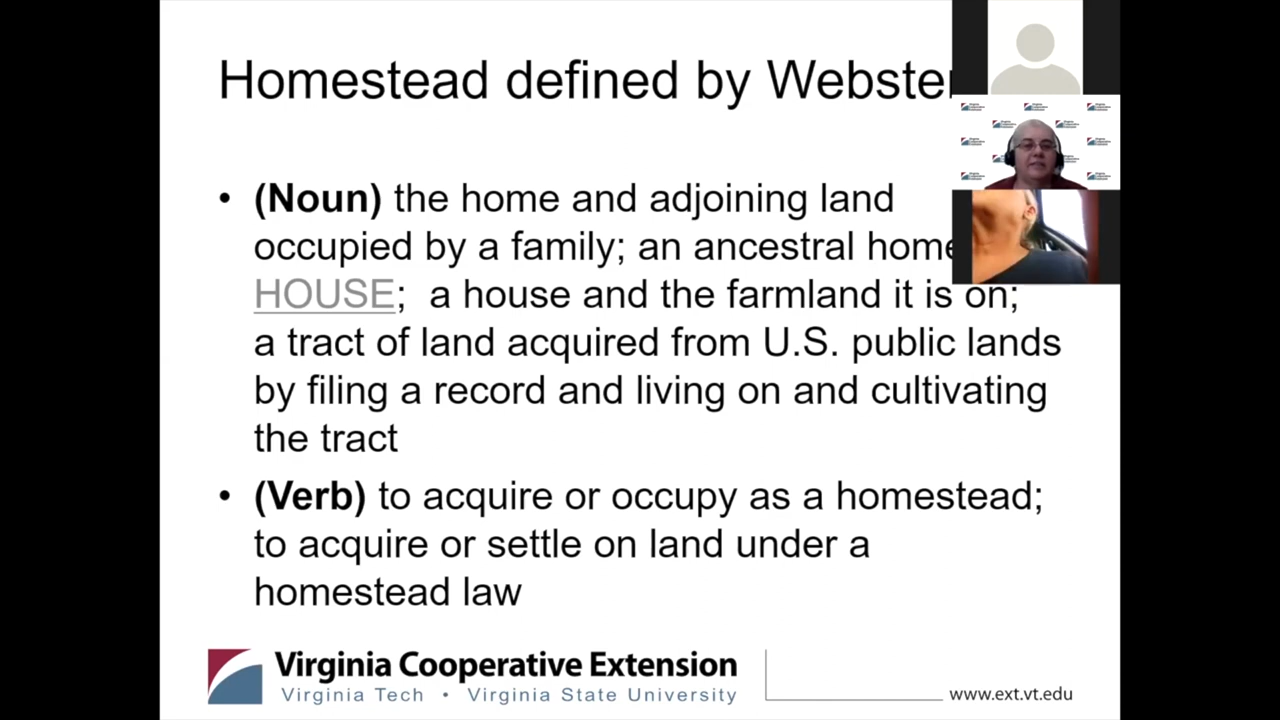 Homestead defined by Webster
• (Noun) the home and adjoining land
occupied by a family; an ancestral home
HOUSE; a house and the farmland it is on;
a tract of land acquired from U.S. public lands
by filing a record and living on and cultivating
the tract
• (Verb) to acquire or occupy as a homestead;
to acquire or settle on land under a
homestead law
Virginia Cooperative Extension
Virginia Tech • Virginia State University
www.ext.vt.edu